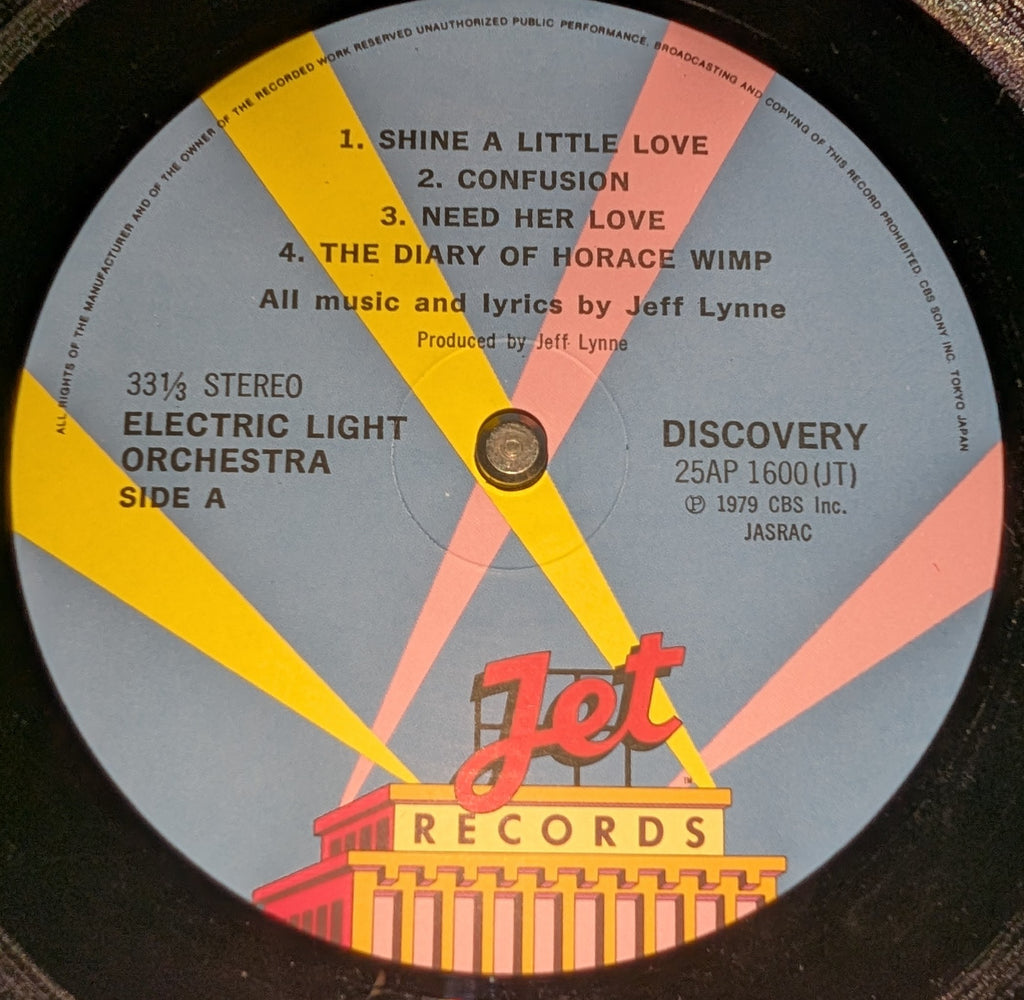 ALL RIGHTS OF THE MANUFACTURER AND OF THE OWNER OF THE RECORDED WORK RESERVED UNAUTHORIZED PUBLIC PERFORMANCE, BROADCASTING AND COPYING OF THIS RECORD PROHIBITED. CBS SONY INC. TOKYO JAPAN
1. SHINE A LITTLE LOVE
2. CONFUSION
3. NEED HER LOVE
4. THE DIARY OF HORACE WIMP
All music and lyrics by Jeff Lynne
Produced by Jeff Lynne
33⅓ STEREO
ELECTRIC LIGHT
ORCHESTRA
SIDE A
DISCOVERY
25AP 1600(JT)
℗ 1979 CBS Inc.
JASRAC
Jet
TM
RECORDS